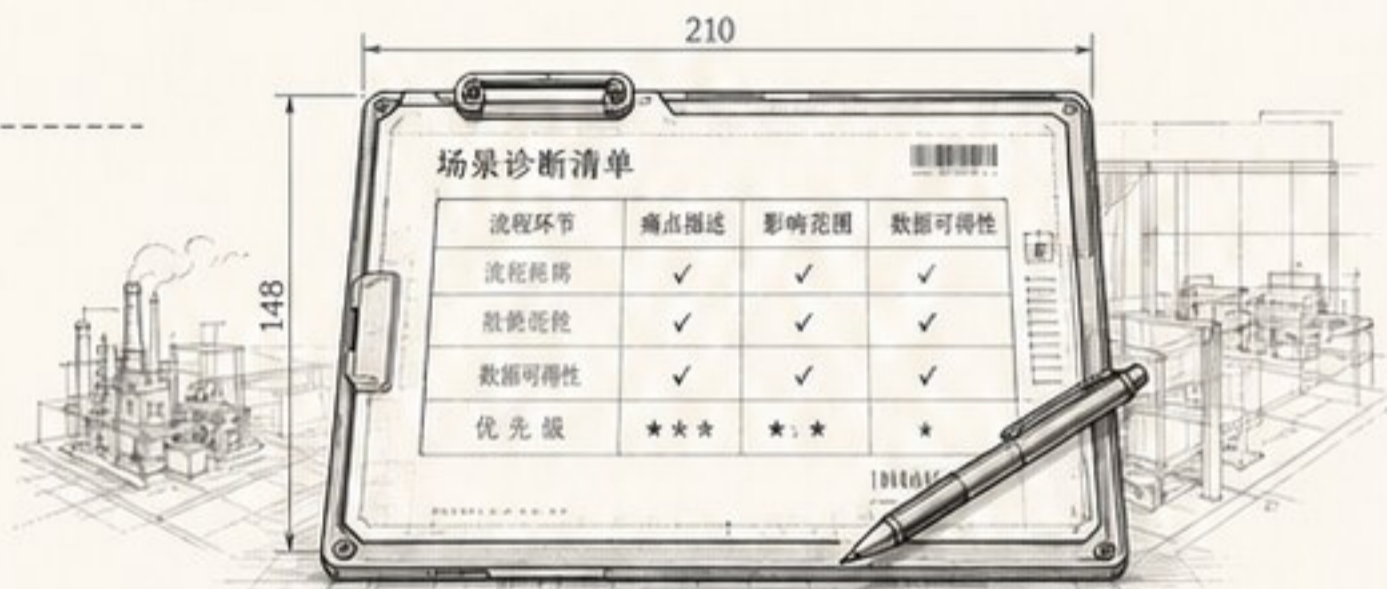 210
148
场景诊断清单
流程环节 痛点描述 影响范围 数据可得性
✓ ✓ ✓
✓ ✓ ✓
数据可得性 ✓ ✓ ✓
优先级 ★★★ ★ ★ ★